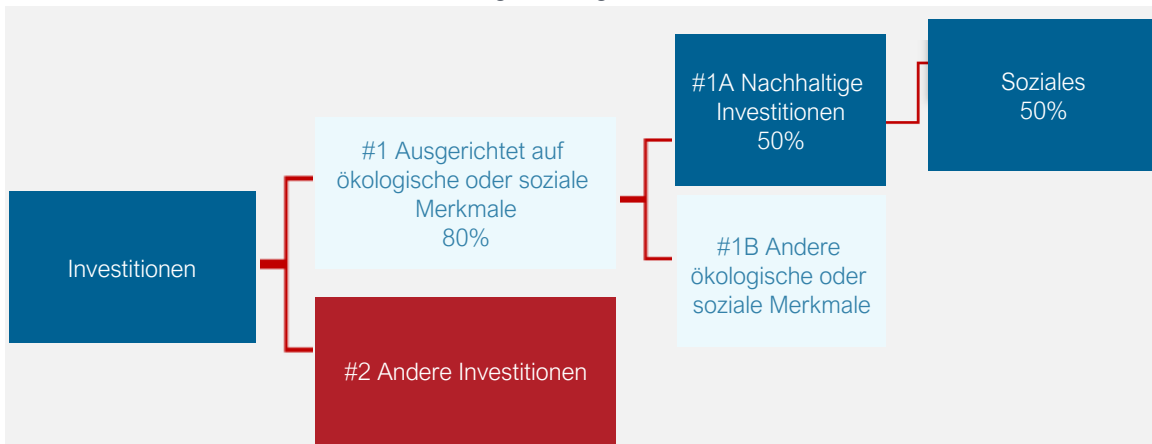 Investitionen
#1 Ausgerichtet auf
ökologische oder soziale
Merkmale
80%
#2 Andere Investitionen
#1A Nachhaltige
Investitionen
50%
#1B Andere
ökologische oder
soziale Merkmale
Soziales
50%